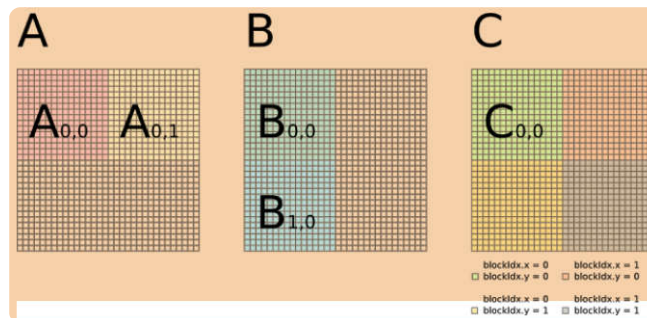 A B C
A0,0 A0,1 B0,0 C0,0
B1,0
blockIdx.x = 0 blockIdx.x = 1
blockIdx.y = 0 blockIdx.y = 0
blockIdx.x = 0 blockIdx.x = 1
blockIdx.y = 1 blockIdx.y = 1